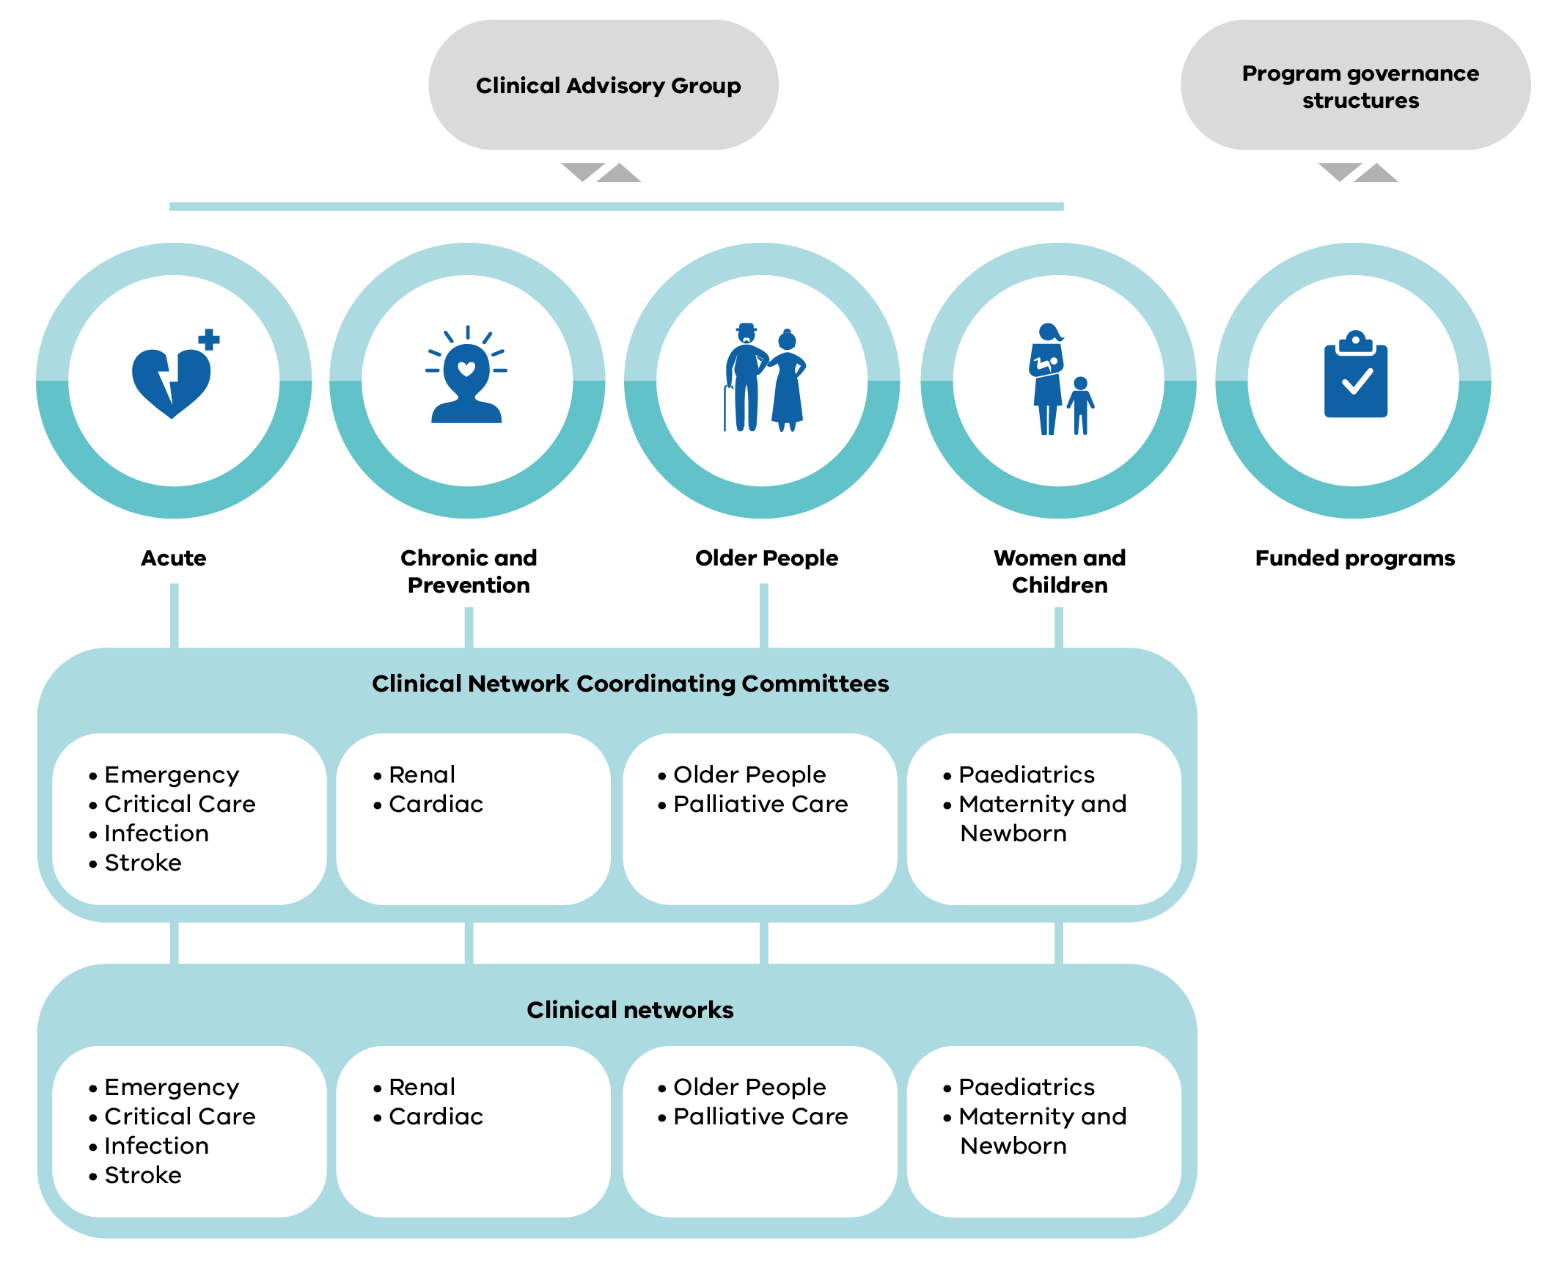 Clinical Advisory Group
Program governance
structures
Acute
Chronic and
Prevention
Older People
Women and
Children
Funded programs
Clinical Network Coordinating Committees
• Emergency
• Critical Care
• Infection
• Stroke
• Renal
• Cardiac
• Older People
• Palliative Care
• Paediatrics
• Maternity and
Newborn
Clinical networks
• Emergency
• Critical Care
• Infection
• Stroke
• Renal
• Cardiac
• Older People
• Palliative Care
• Paediatrics
• Maternity and
Newborn